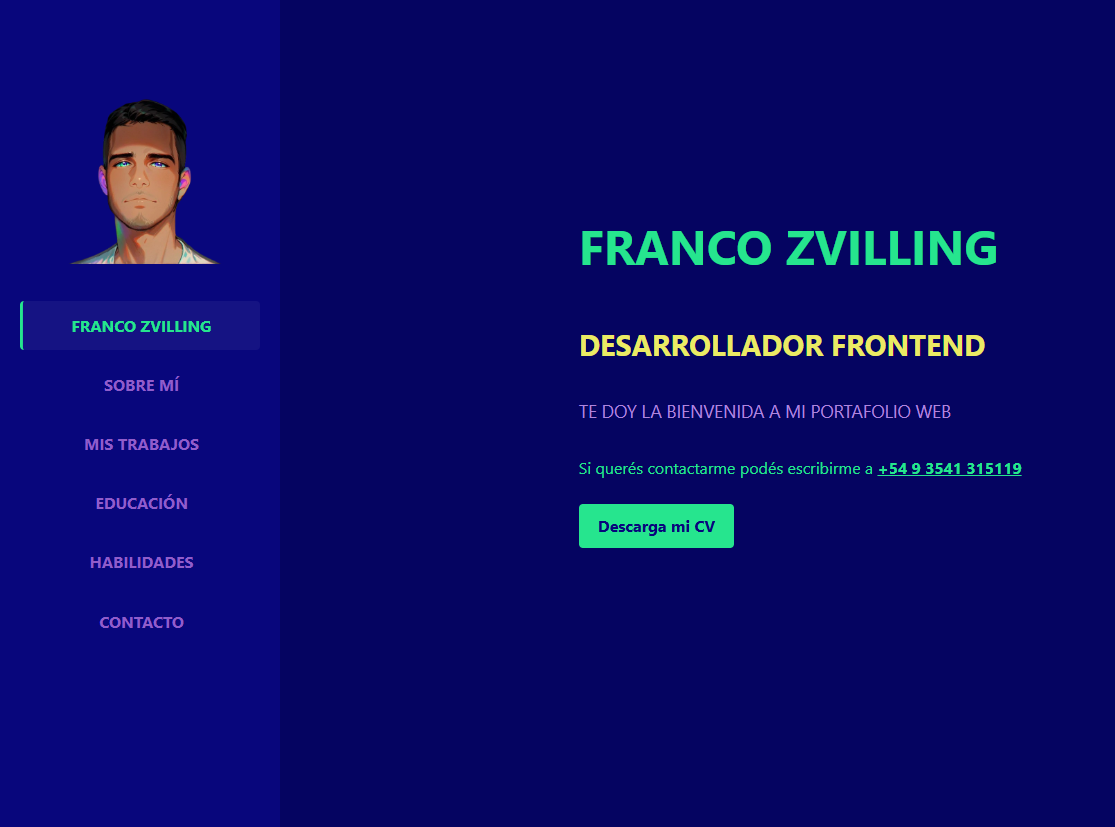 FRANCO ZVILLING
SOBRE MÍ
MIS TRABAJOS
EDUCACIÓN
HABILIDADES
CONTACTO
FRANCO ZVILLING
DESARROLLADOR FRONTEND
TE DOY LA BIENVENIDA A MI PORTAFOLIO WEB
Si querés contactarme podés escribirme a +54 9 3541 315119
Descarga mi CV